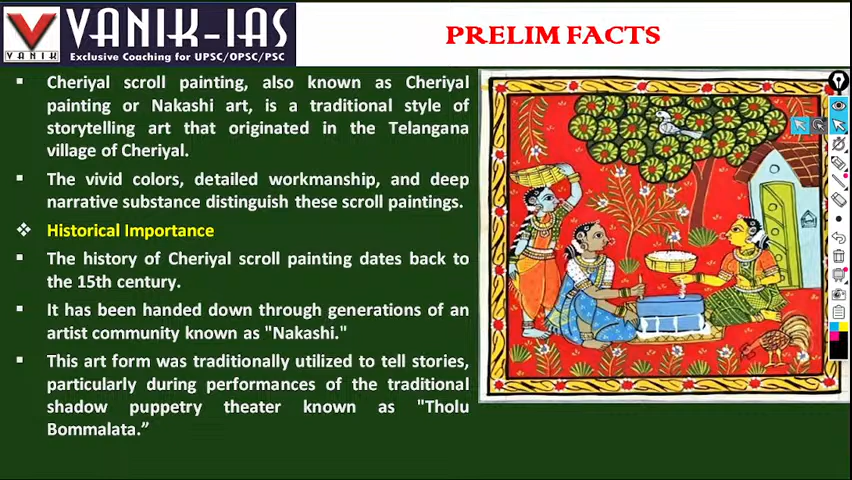 VANIK-IAS
VANIK
Exclusive Coaching for UPSC/OPSC/PSC
PRELIM FACTS
Cheriyal scroll painting, also known as Cheriyal
painting or Nakashi art, is a traditional style of
storytelling art that originated in the Telangana
village of Cheriyal.
The vivid colors, detailed workmanship, and deep
narrative substance distinguish these scroll paintings.
Historical Importance
The history of Cheriyal scroll painting dates back to
the 15th century.
It has been handed down through generations of an
artist community known as "Nakashi."
This art form was traditionally utilized to tell stories,
particularly during performances of the traditional
shadow puppetry theater known as "Tholu
Bommalata.”